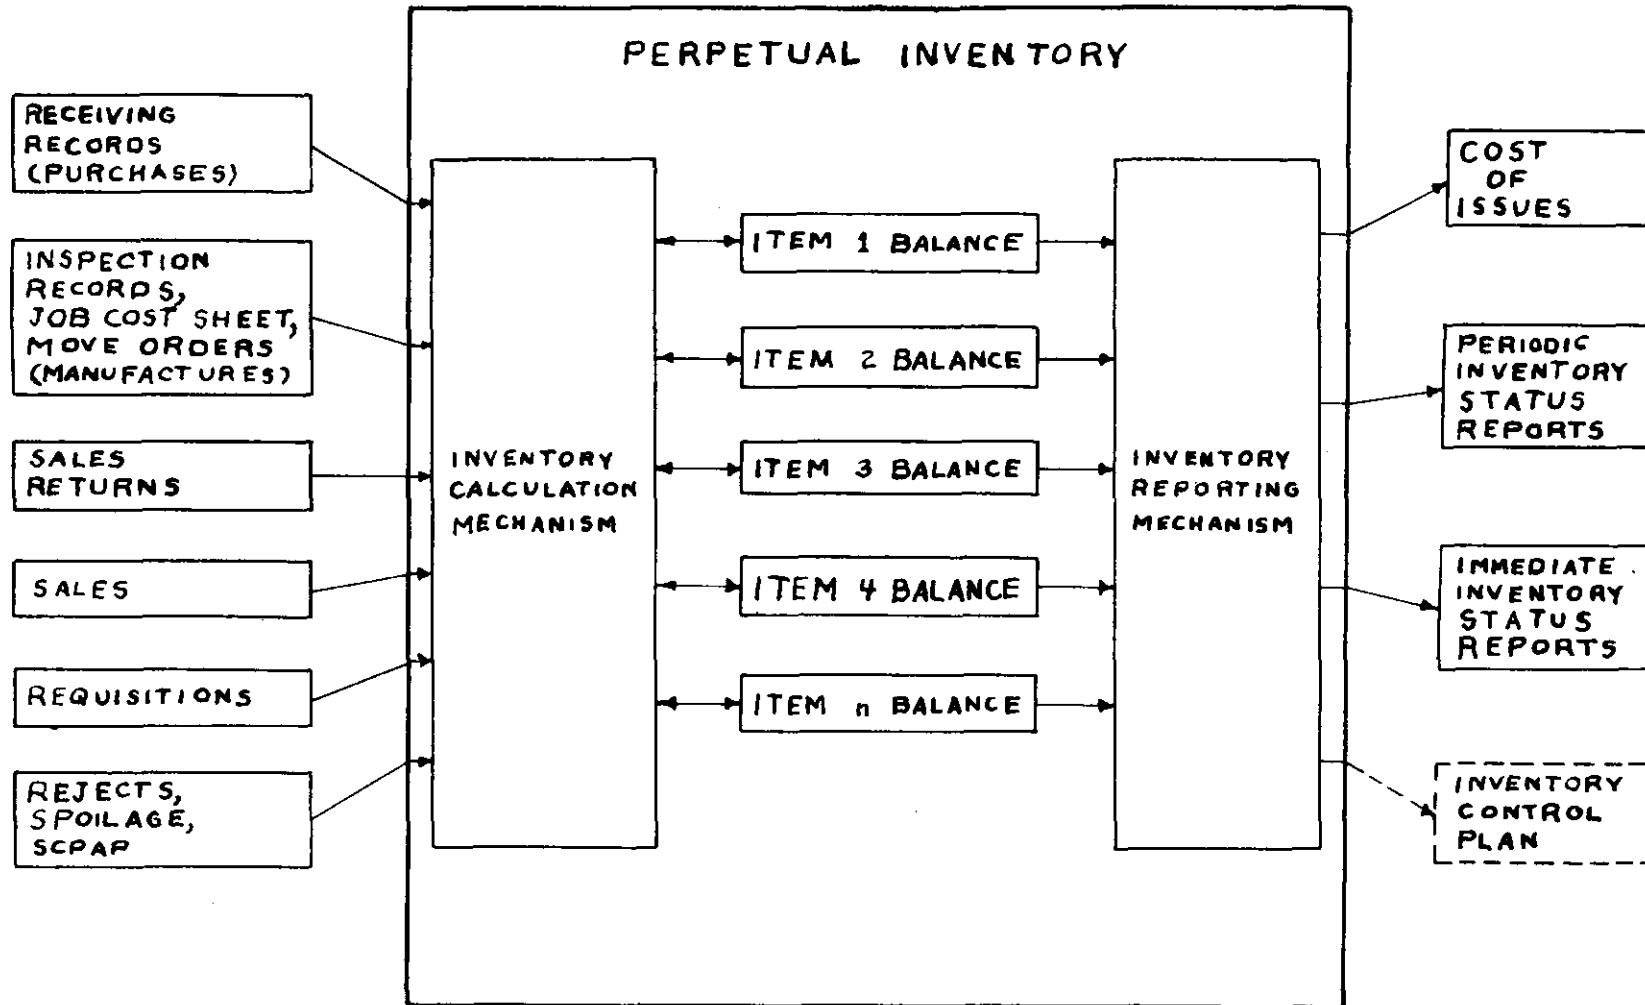 PERPETUAL INVENTORY
RECEIVING
RECORDS
(PURCHASES)
INSPECTION
RECORDS,
JOB COST SHEET,
MOVE ORDERS
(MANUFACTURES)
SALES
RETURNS
SALES
REQUISITIONS
REJECTS,
SPOILAGE,
SCPAP
INVENTORY
CALCULATION
MECHANISM
ITEM 1 BALANCE
ITEM 2 BALANCE
ITEM 3 BALANCE
ITEM 4 BALANCE
ITEM n BALANCE
INVENTORY
REPORTING
MECHANISM
COST
OF
ISSUES
PERIODIC
INVENTORY
STATUS
REPORTS
IMMEDIATE
INVENTORY
STATUS
REPORTS
INVENTORY
CONTROL
PLAN